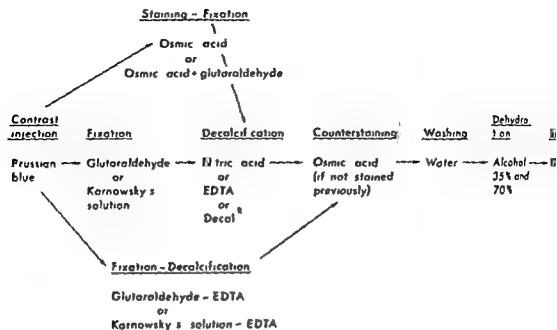 Staining - Fixation
Osmic acid
or
Osmic acid + glutaraldehyde
Contrast injection
Fixation
Decalcification
Counterstaining
Washing
Dehydra t on
Prussian blue
Glutaraldehyde
or
Karnowsky s solution
N tric acid
or
EDTA
or
Decal R
Osmic acid
(if not stained previously)
Water
Alcohol
35% and
70%
Fixation - Decalcification
Glutaraldehyde - EDTA
or
Karnowsky s solution - EDTA